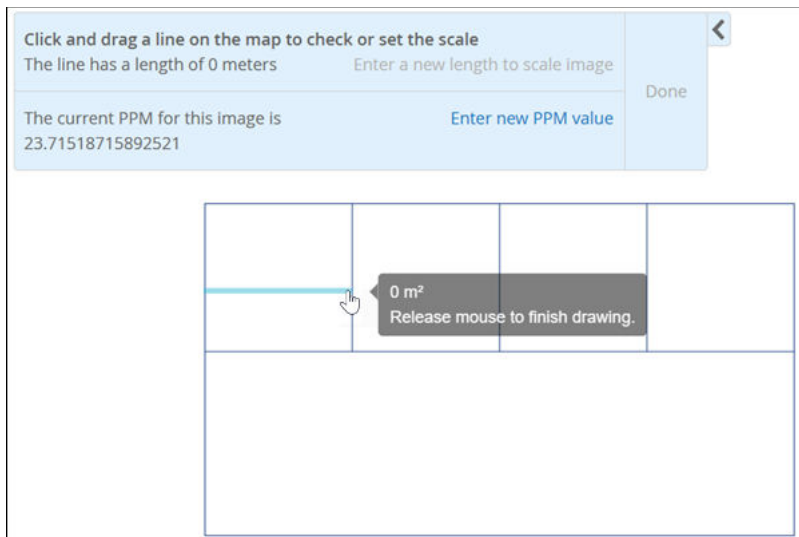 Click and drag a line on the map to check or set the scale
The line has a length of 0 meters Enter a new length to scale image
Done
The current PPM for this image is Enter new PPM value
23.71518715892521
0 m²
Release mouse to finish drawing.